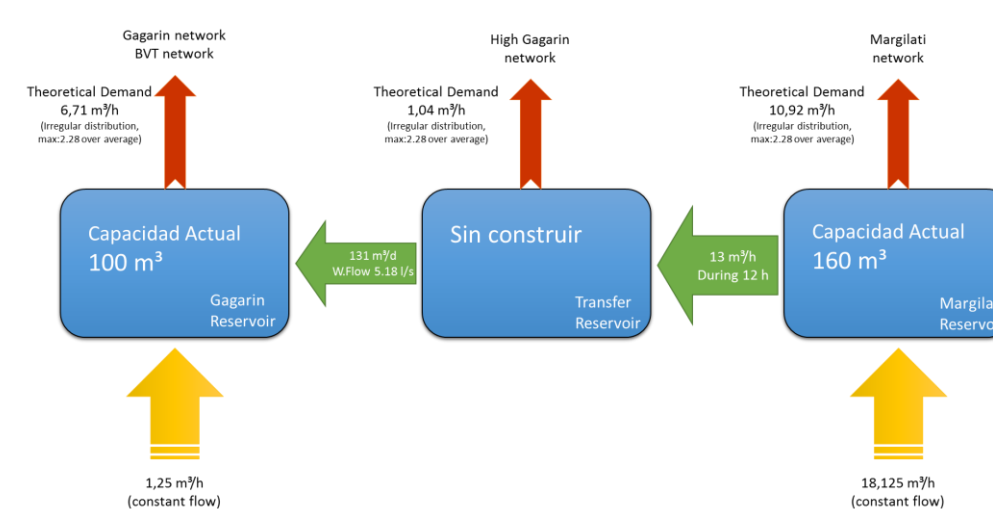 Gagarin network
BVT network
Theoretical Demand
6,71 m³/h
(Irregular distribution,
max:2.28 over average)
High Gagarin
network
Theoretical Demand
1,04 m³/h
(Irregular distribution,
max:2.28 over average)
Margilati
network
Theoretical Demand
10,92 m³/h
(Irregular distribution,
max:2.28 over average)
Capacidad Actual
100 m³
Gagarin
Reservoir
131 m³/d
W.Flow 5.18 l/s
Sin construir
Transfer
Reservoir
13 m³/h
During 12 h
Capacidad Actual
160 m³
Margila
Reservo
1,25 m³/h
(constant flow)
18,125 m³/h
(constant flow)